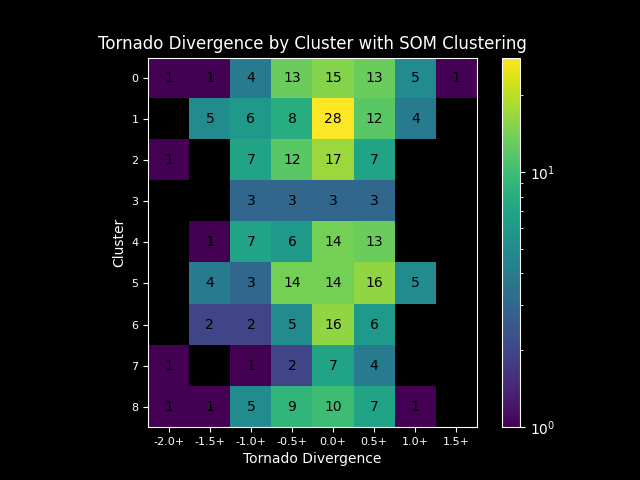 Tornado Divergence by Cluster with SOM Clustering
0 1 1 4 13 15 13 5 1
1 5 6 8 28 12 4
2 1 7 12 17 7
10¹
3 3 3 3 3
4 1 7 6 14 13
Cluster
5 4 3 14 14 16 5
6 2 2 5 16 6
7 1 1 2 7 4
8 1 1 5 9 10 7 1
10⁰
-2.0+ -1.5+ -1.0+ -0.5+ 0.0+ 0.5+ 1.0+ 1.5+
Tornado Divergence